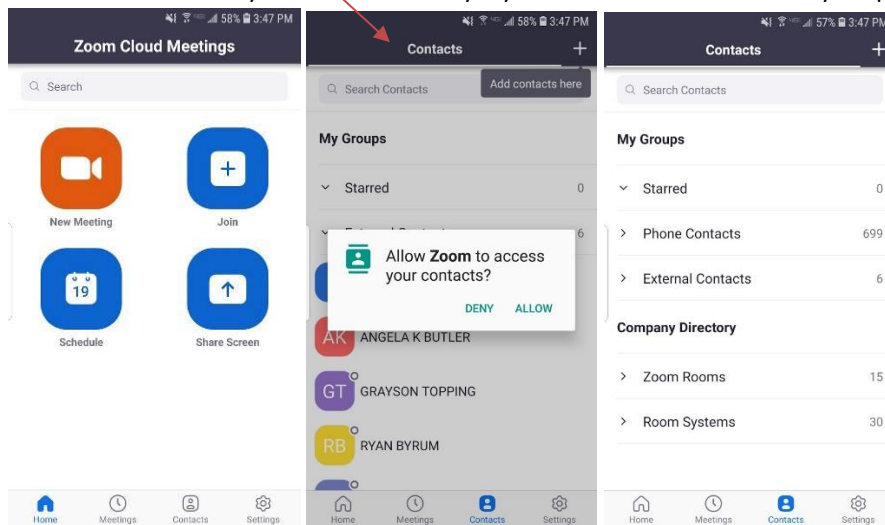 58% 3:47 PM
Zoom Cloud Meetings
Search
New Meeting
Join
19
Schedule
Share Screen
Home
Meetings
Contacts
Settings
58% 3:47 PM
Contacts
+
Search Contacts
Add contacts here
My Groups
Starred 0
6
Allow Zoom to access
your contacts?
DENY ALLOW
AK ANGELA K BUTLER
GT GRAYSON TOPPING
RB RYAN BYRUM
Home
Meetings
Contacts
Settings
57% 3:47 PM
Contacts
+
Search Contacts
My Groups
Starred 0
Phone Contacts 699
External Contacts 6
Company Directory
Zoom Rooms 15
Room Systems 30
Home
Meetings
Contacts
Settings